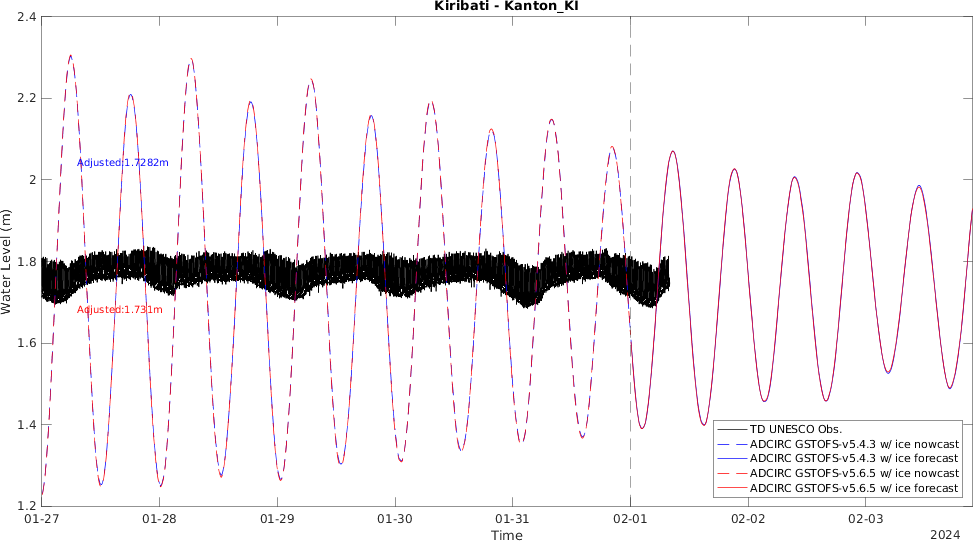 Kiribati - Kanton_KI
Water Level (m)
2.4
2.2
2
1.8
1.6
1.4
1.2
Adjusted:1.7282m
Adjusted:1.731m
TD UNESCO Obs.
ADCIRC GSTOFS-v5.4.3 w/ ice nowcast
ADCIRC GSTOFS-v5.4.3 w/ ice forecast
ADCIRC GSTOFS-v5.6.5 w/ ice nowcast
ADCIRC GSTOFS-v5.6.5 w/ ice forecast
01-27 01-28 01-29 01-30 01-31 02-01 02-02 02-03
Time
2024